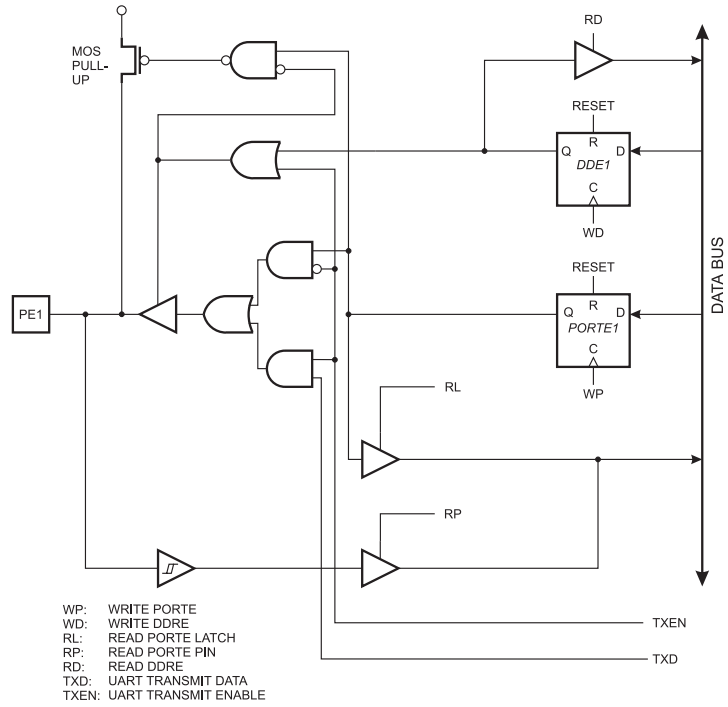 RD
MOS
PULL-
UP
RESET
R
Q
D
DDE1
C
WD
RESET
R
Q
D
PORTE1
C
WP
PE1
DATA BUS
RL
RP
WP: WRITE PORTE
WD: WRITE DDRE
RL: READ PORTE LATCH
RP: READ PORTE PIN
RD: READ DDRE
TXD: UART TRANSMIT DATA
TXEN: UART TRANSMIT ENABLE
TXEN
TXD